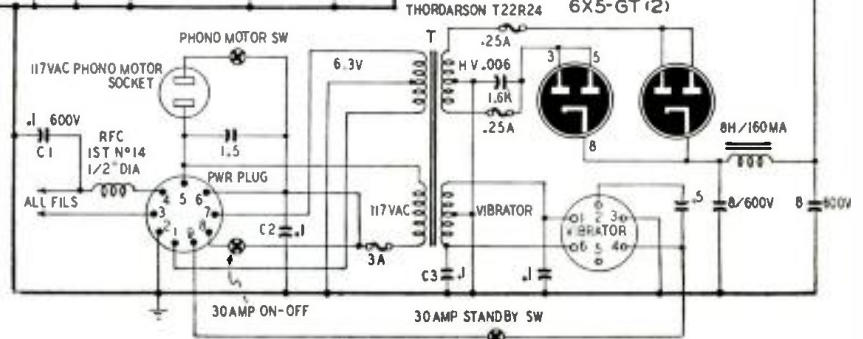 THORDARSON T22R24
6X5-GT (2)
PHONO MOTOR SW
T
.25A
117VAC PHONO MOTOR
SOCKET
6.3V
HV
.006
3
5
1.6K
.25A
8
.1 600V
C1
RFC
1ST Nº14
1/2" DIA
1.5
8H/160MA
PWR PLUG
ALL FILS
4 5 6
3 7
2 1 9 8
117VAC
VIBRATOR
1 2 3
VIBRATOR
6 5 4
.5
8/600V
8
600V
C2 .1
3A
C3 .1
.1
30AMP ON-OFF
30AMP STANDBY SW